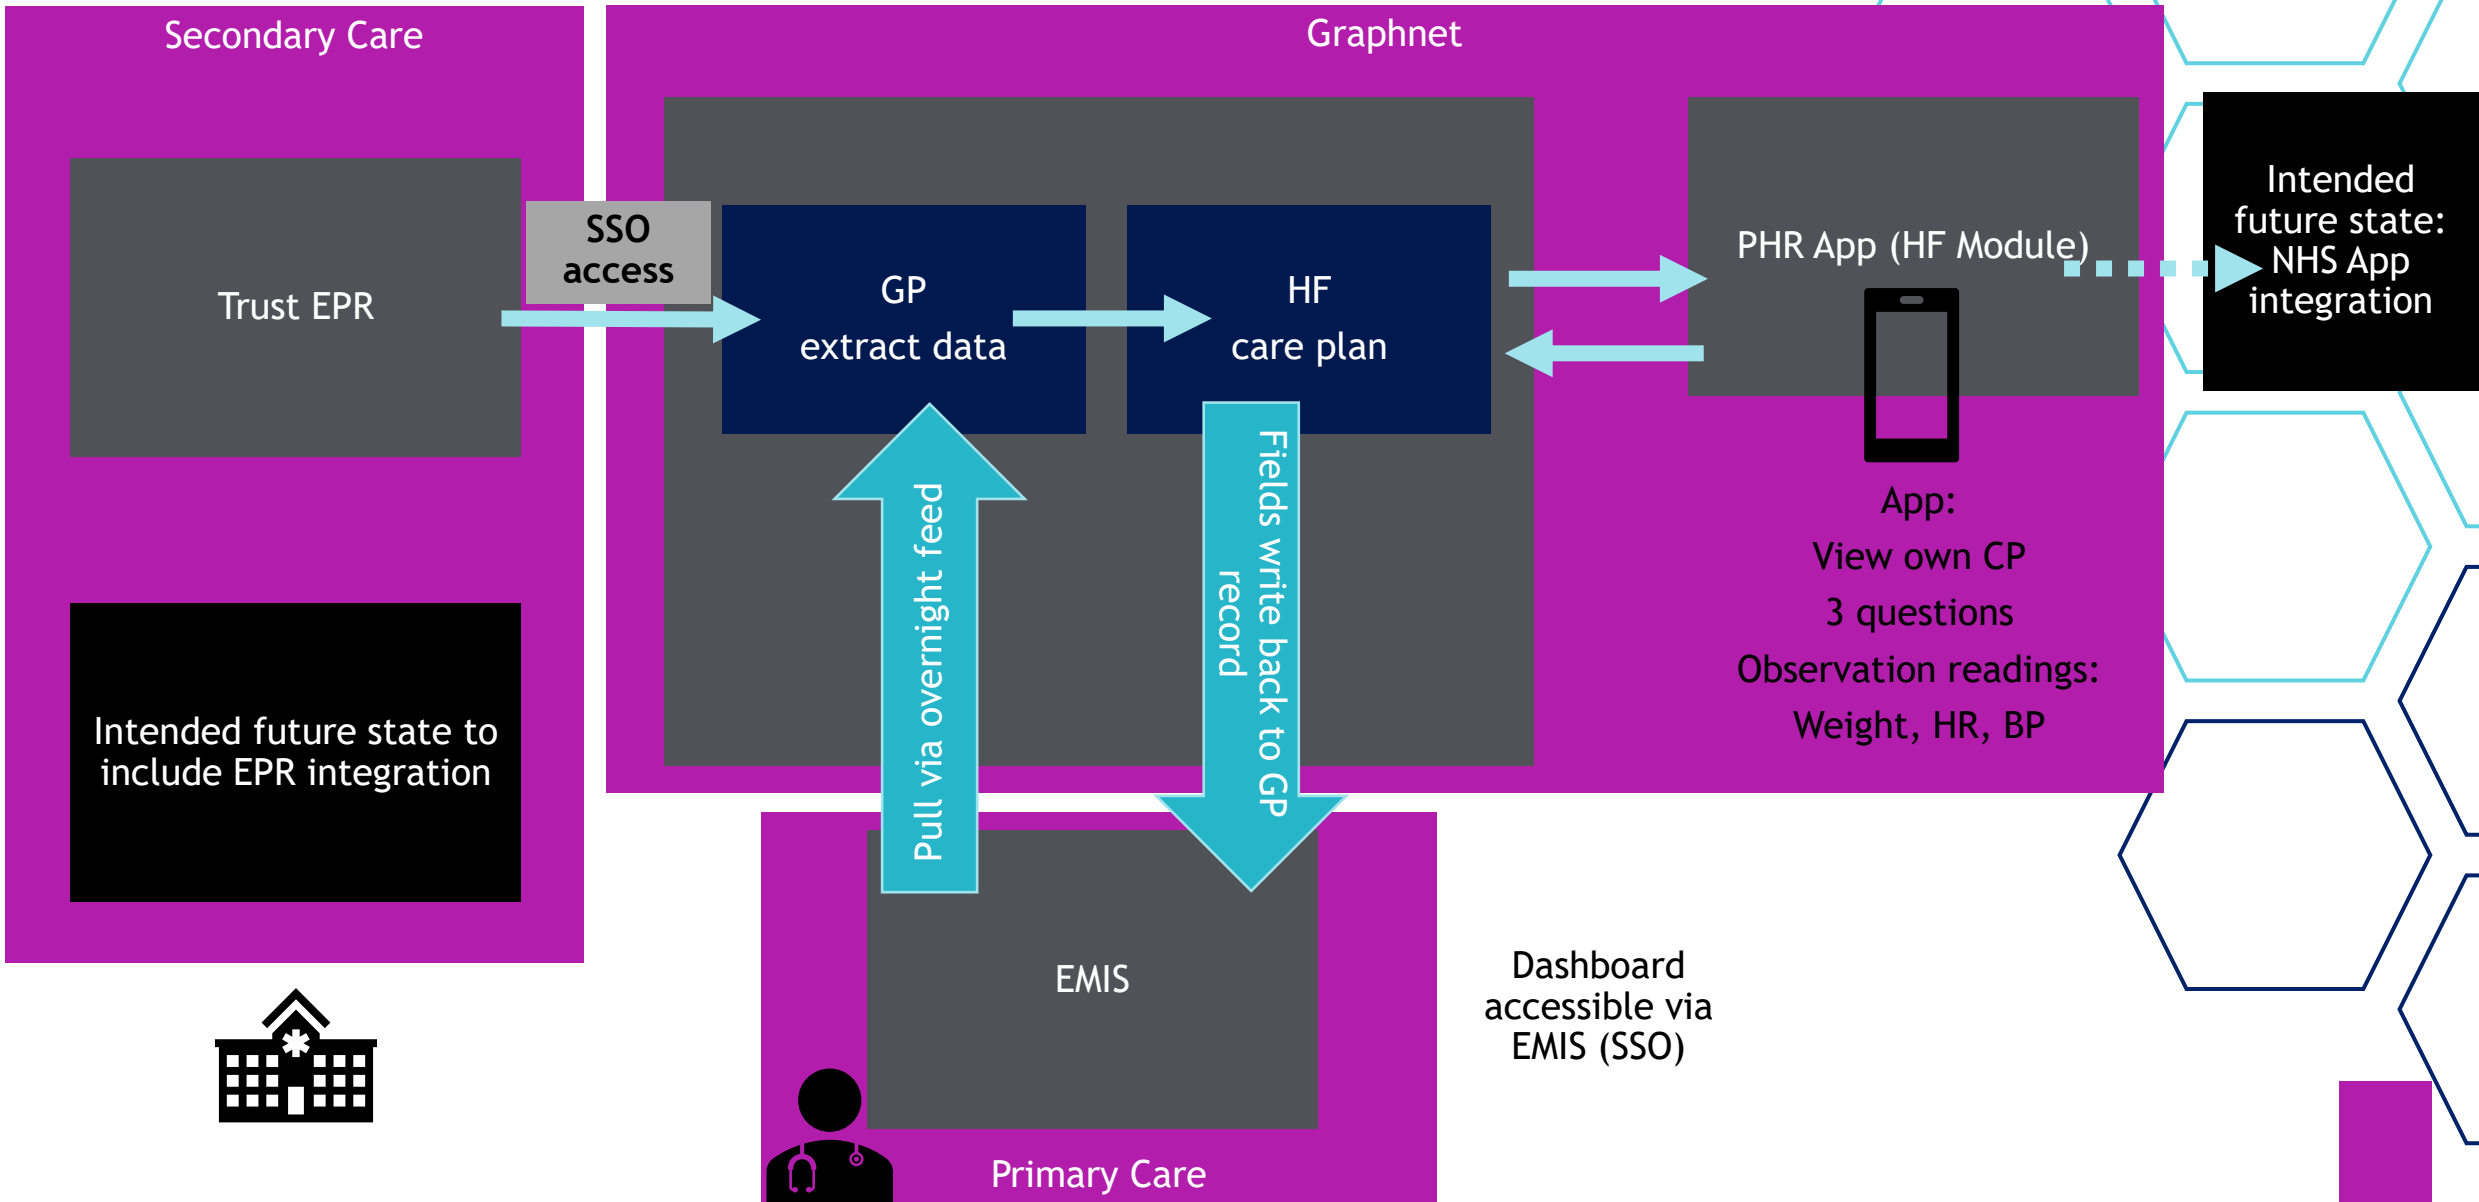 Secondary Care
Trust EPR
Intended future state to
include EPR integration
SSO
access
Graphnet
GP
extract data
HF
care plan
Pull via overnight feed
Fields write back to GP
record
PHR App (HF Module)
App:
View own CP
3 questions
Observation readings:
Weight, HR, BP
Intended
future state:
NHS App
integration
EMIS
Primary Care
Dashboard
accessible via
EMIS (SSO)